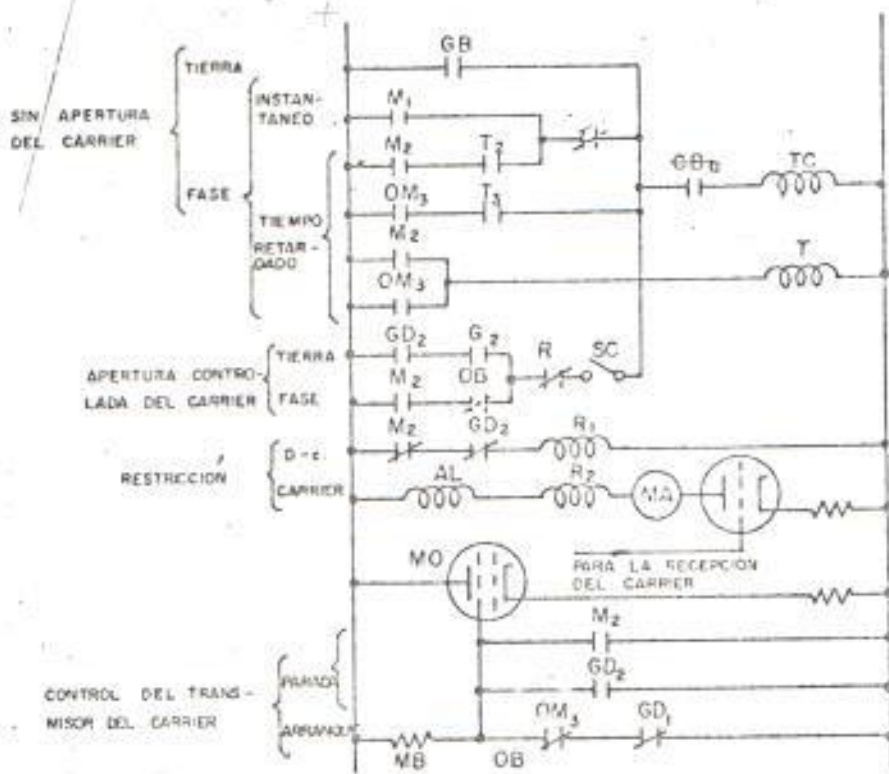 GB
TIERRA
INSTAN-
TANEO
M1
SIN APERTURA
DEL CARRIER
M2 T2
FASE
OM3 T3
TC
TIEMPO
RETAR-
DADO
M2
T
OM3
GD2 G2
TIERRA
R SC
APERTURA CONTRO-
LADA DEL CARRIER
FASE
M2 OB
M2 GD2 R1
RESTRICCIÓN
D-c.
CARRIER
AL R2 MA
MO
PARA LA RECEPCION
DEL CARRIER
M2
PARADA
GD2
CONTROL DEL TRANS-
MISOR DEL CARRIER
OM3 GD1
MB OB